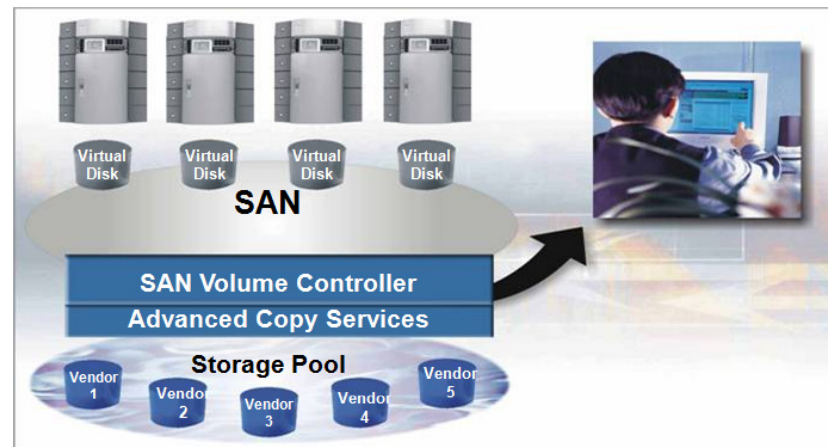 Virtual
Disk
Virtual
Disk
Virtual
Disk
Virtual
Disk
SAN
SAN Volume Controller
Advanced Copy Services
Storage Pool
Vendor
1
Vendor
2
Vendor
3
Vendor
4
Vendor
5